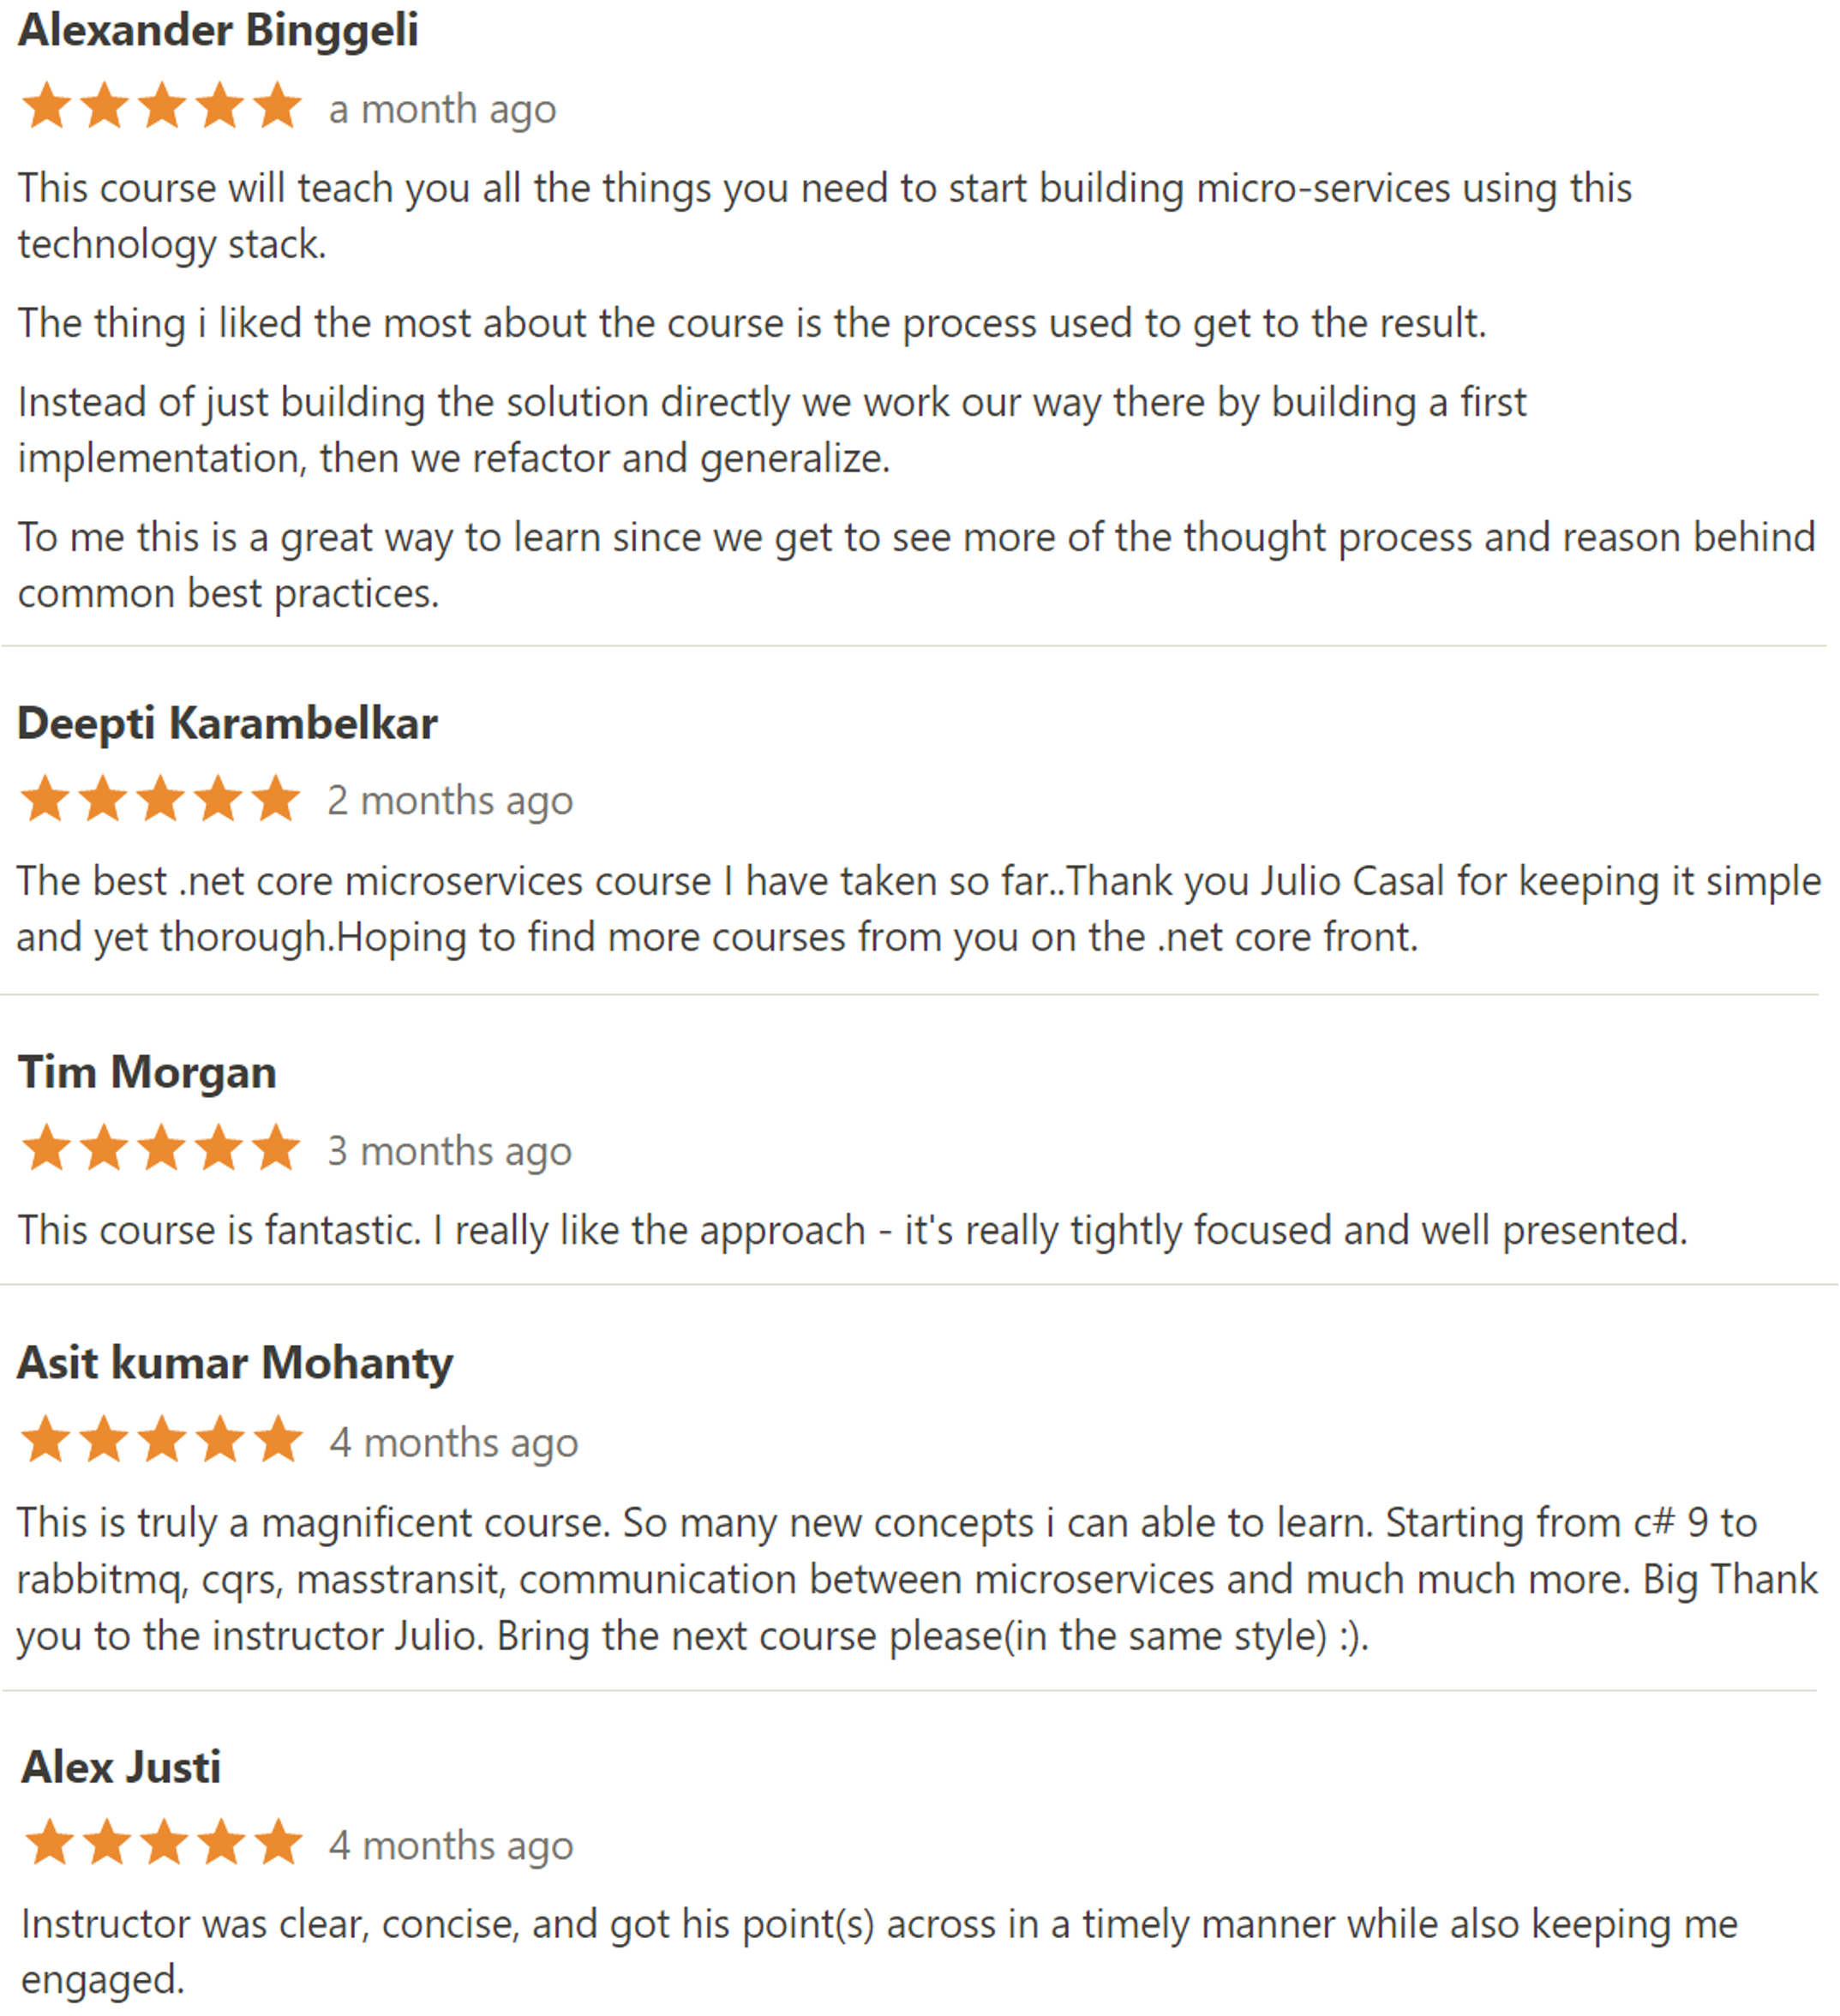 Alexander Binggeli
a month ago
This course will teach you all the things you need to start building micro-services using this
technology stack.
The thing i liked the most about the course is the process used to get to the result.
Instead of just building the solution directly we work our way there by building a first
implementation, then we refactor and generalize.
To me this is a great way to learn since we get to see more of the thought process and reason behind
common best practices.
Deepti Karambelkar
2 months ago
The best .net core microservices course I have taken so far..Thank you Julio Casal for keeping it simple
and yet thorough.Hoping to find more courses from you on the .net core front.
Tim Morgan
3 months ago
This course is fantastic. I really like the approach - it's really tightly focused and well presented.
Asit kumar Mohanty
4 months ago
This is truly a magnificent course. So many new concepts i can able to learn. Starting from c# 9 to
rabbitmq, cqrs, masstransit, communication between microservices and much much more. Big Thank
you to the instructor Julio. Bring the next course please(in the same style) :).
Alex Justi
4 months ago
Instructor was clear, concise, and got his point(s) across in a timely manner while also keeping me
engaged.